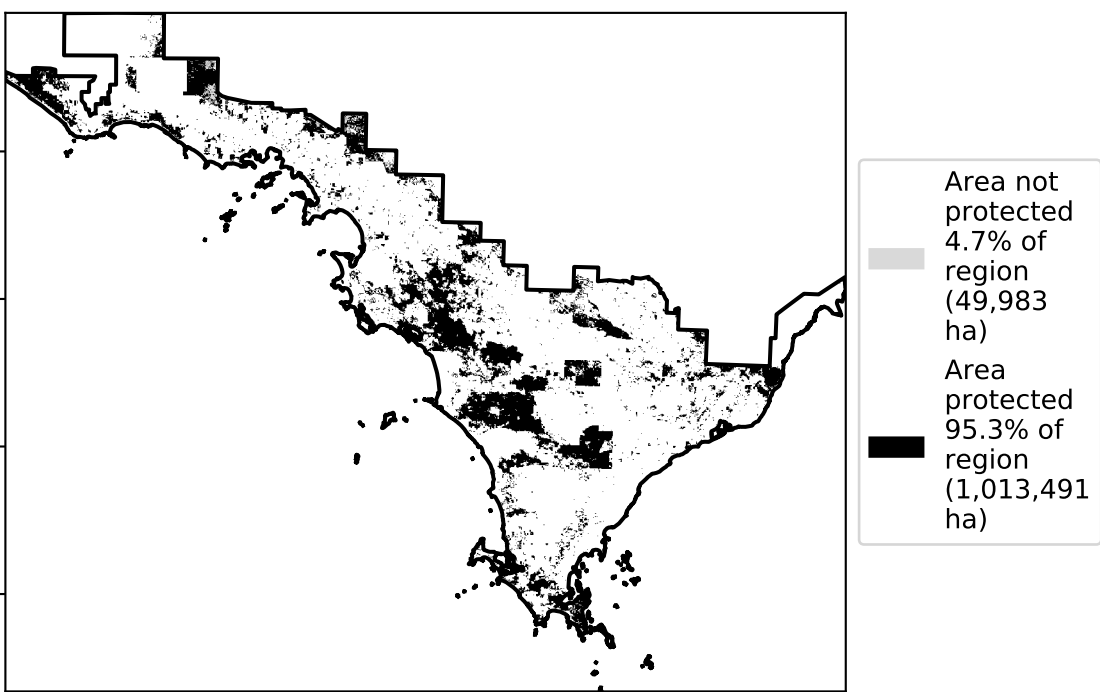 Area not
protected
4.7% of
region
(49,983
ha)
Area
protected
95.3% of
region
(1,013,491
ha)